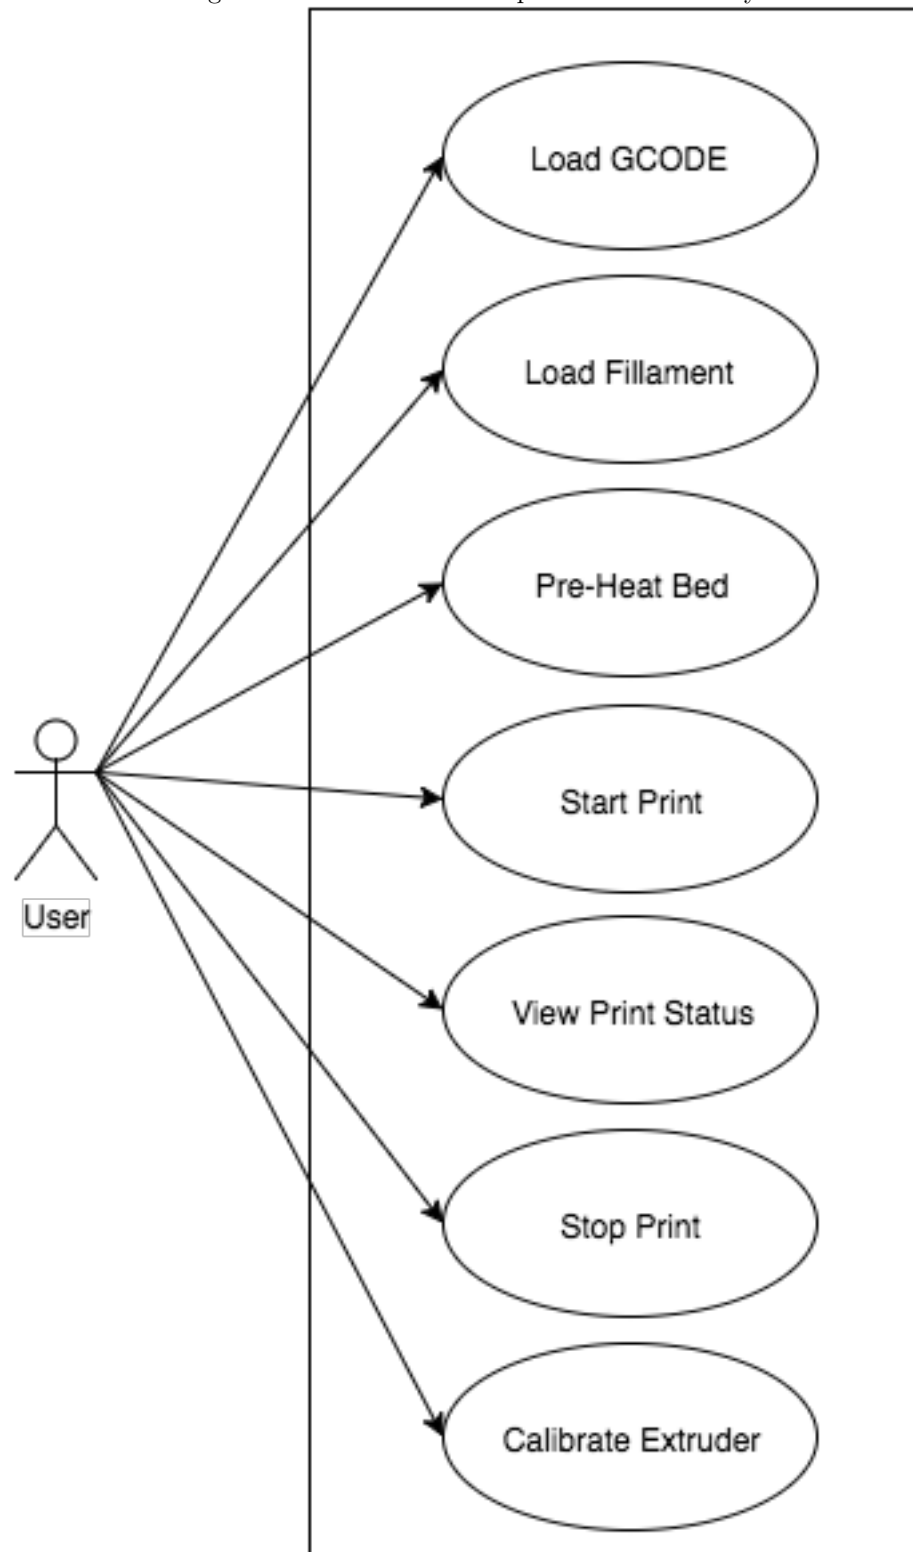 Load GCODE
Load Fillament
Pre-Heat Bed
Start Print
User
View Print Status
Stop Print
Calibrate Extruder